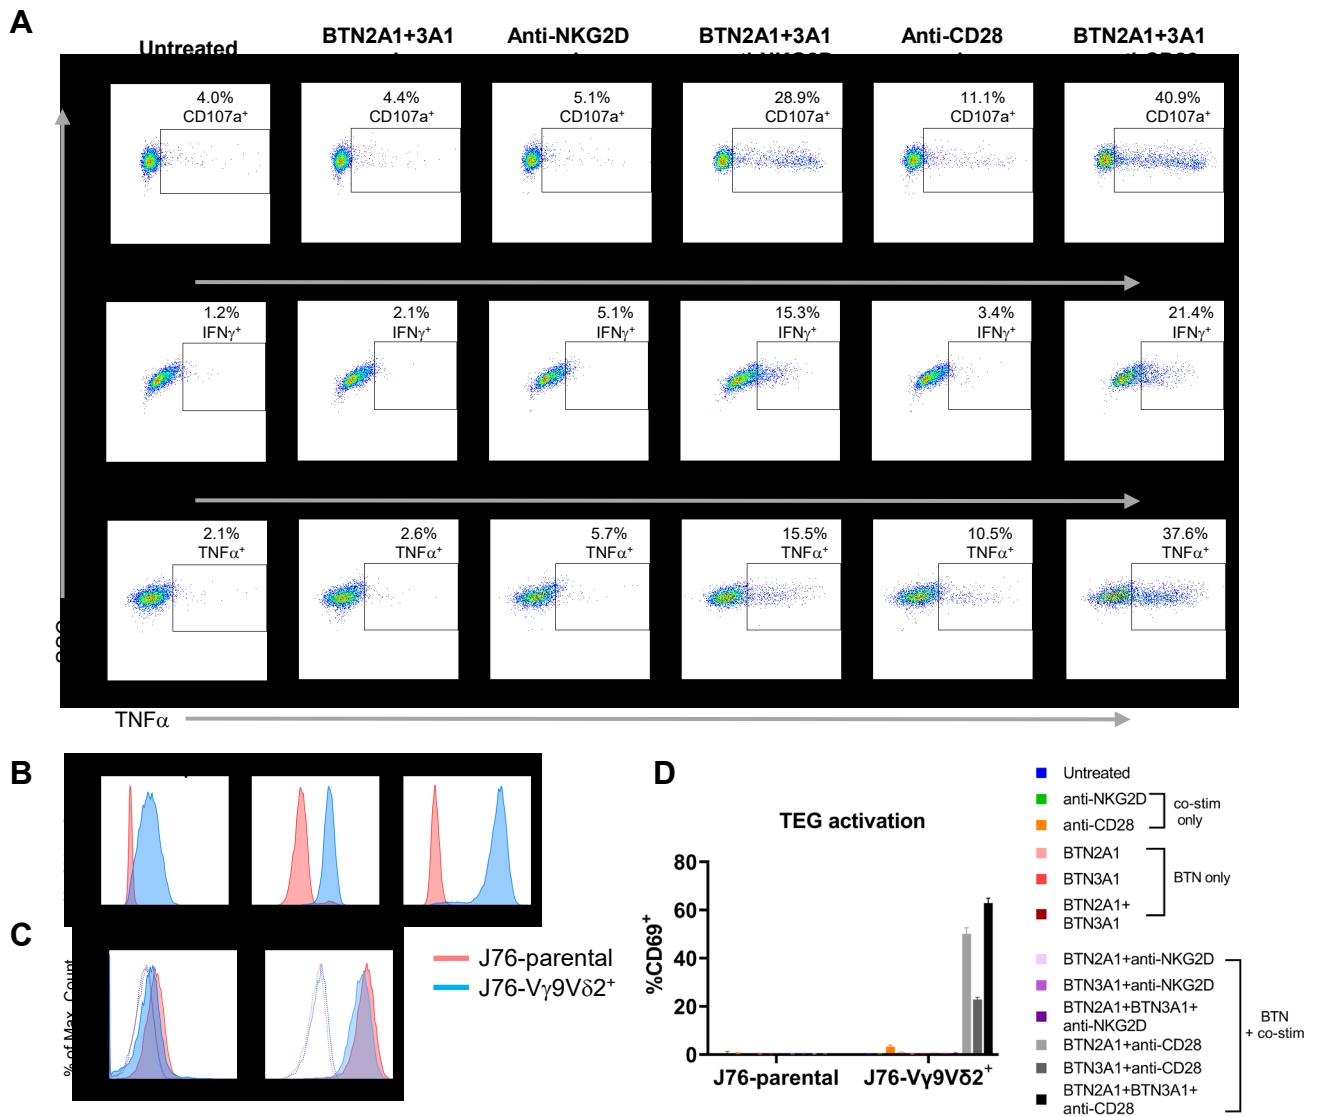 A
Untreated
BTN2A1+3A1
Anti-NKG2D
BTN2A1+3A1
Anti-CD28
BTN2A1+3A1
4.0%
CD107a⁺
4.4%
CD107a⁺
5.1%
CD107a⁺
28.9%
CD107a⁺
11.1%
CD107a⁺
40.9%
CD107a⁺
1.2%
IFNγ⁺
2.1%
IFNγ⁺
5.1%
IFNγ⁺
15.3%
IFNγ⁺
3.4%
IFNγ⁺
21.4%
IFNγ⁺
2.1%
TNFα⁺
2.6%
TNFα⁺
5.7%
TNFα⁺
15.5%
TNFα⁺
10.5%
TNFα⁺
37.6%
TNFα⁺
TNFα
B
C
% of Max. Count
J76-parental
J76-Vγ9Vδ2⁺
D
TEG activation
%CD69⁺
80
60
40
20
0
J76-parental
J76-Vγ9Vδ2⁺
Untreated
anti-NKG2D
anti-CD28
co-stim
only
BTN2A1
BTN3A1
BTN2A1+
BTN3A1
BTN only
BTN2A1+anti-NKG2D
BTN3A1+anti-NKG2D
BTN2A1+BTN3A1+
anti-NKG2D
BTN2A1+anti-CD28
BTN3A1+anti-CD28
BTN2A1+BTN3A1+
anti-CD28
BTN
+ co-stim